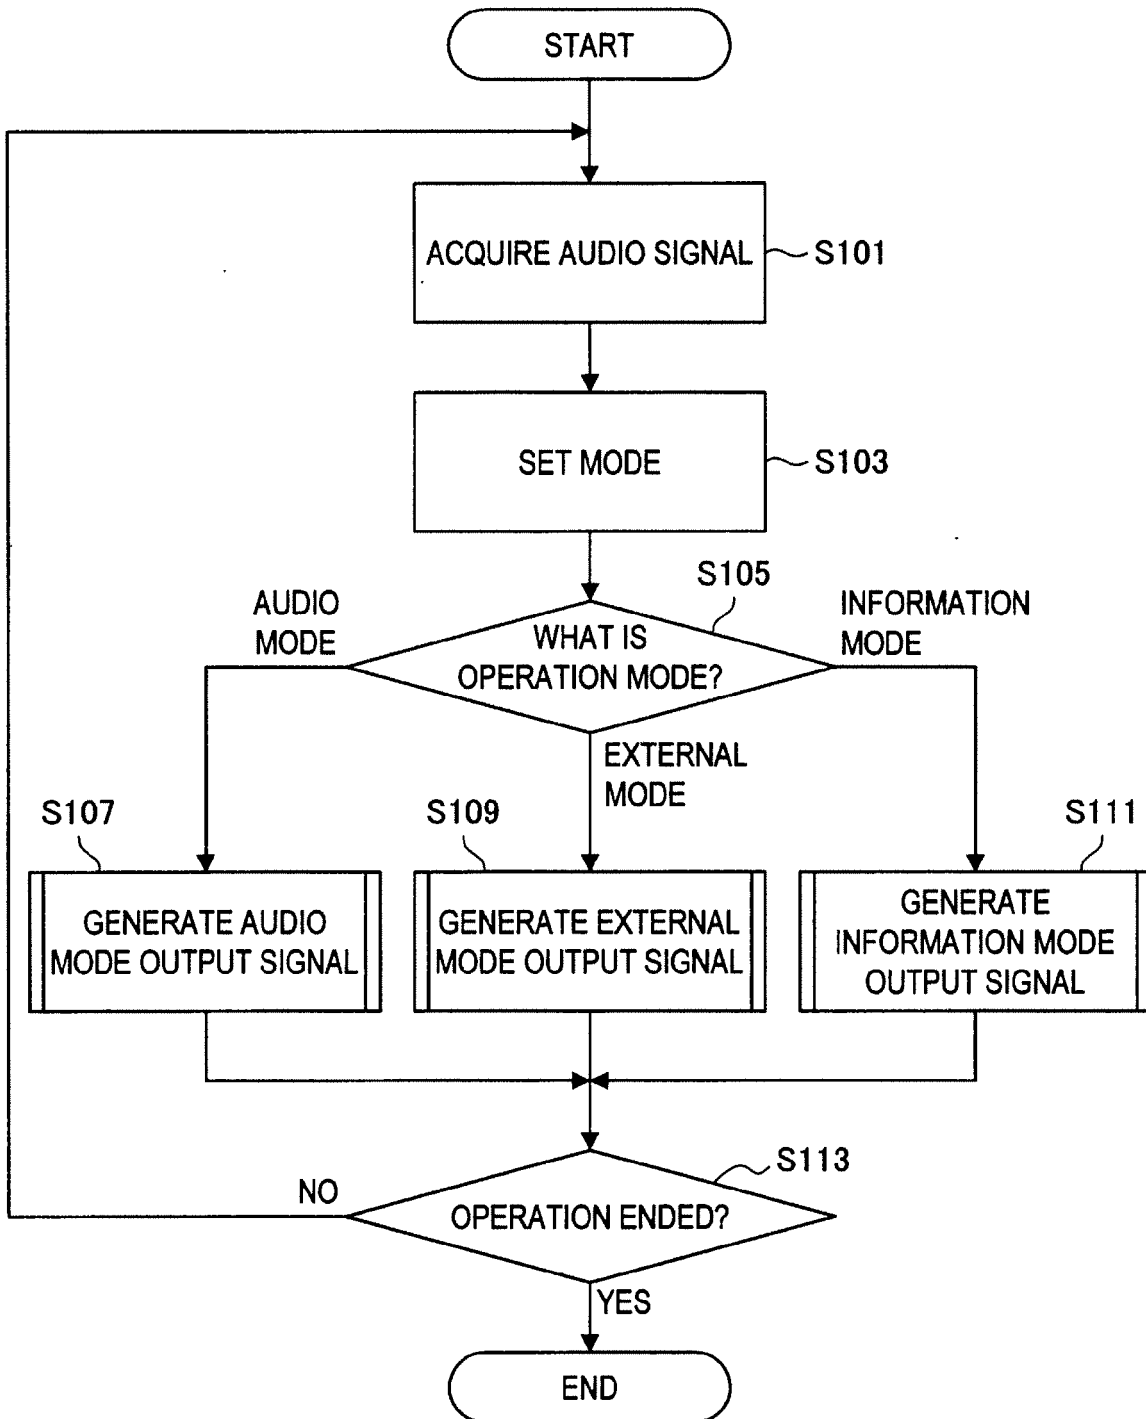 START
ACQUIRE AUDIO SIGNAL
S101
SET MODE
S103
S105
AUDIO
MODE
WHAT IS
OPERATION MODE?
INFORMATION
MODE
EXTERNAL
MODE
S107
GENERATE AUDIO
MODE OUTPUT SIGNAL
S109
GENERATE EXTERNAL
MODE OUTPUT SIGNAL
S111
GENERATE
INFORMATION MODE
OUTPUT SIGNAL
S113
NO
OPERATION ENDED?
YES
END